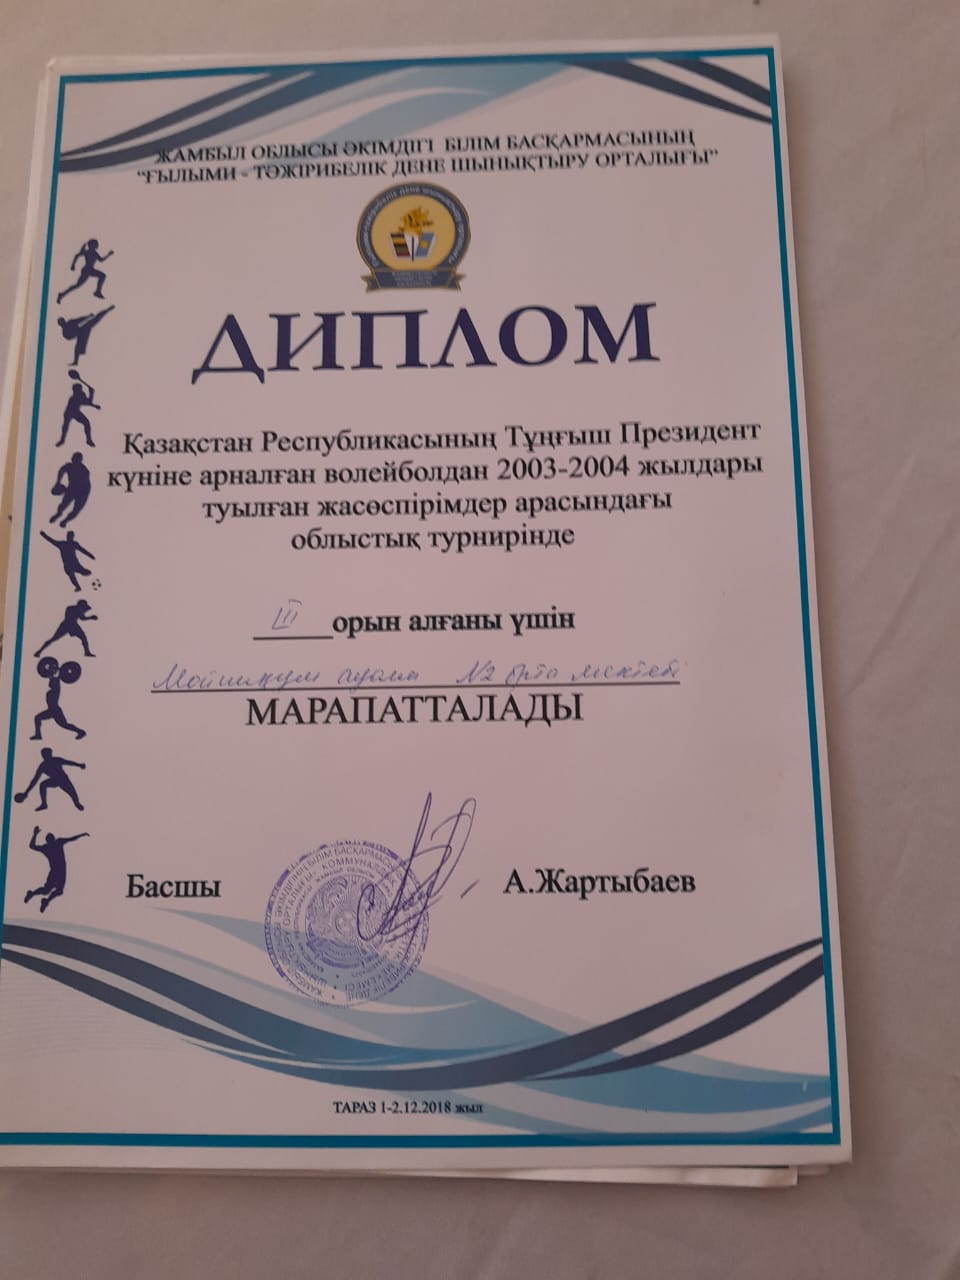 ЖАМБЫЛ ОБЛЫСЫ ӘКІМДІГІ БІЛІМ БАСҚАРМАСЫНЫҢ
“ҒЫЛЫМИ - ТӘЖІРИБЕЛІК ДЕНЕ ШЫНЫҚТЫРУ ОРТАЛЫҒЫ”
ДИПЛОМ
Қазақстан Республикасының Тұңғыш Президент
күніне арналған волейболдан 2003-2004 жылдары
туылған жасөспірімдер арасындағы
облыстық турнирінде
III орын алғаны үшін
Мойынқұм ауданы №2 орта мектебі
МАРАПАТТАЛАДЫ
Басшы
А.Жартыбаев
ТАРАЗ 1-2.12.2018 жыл